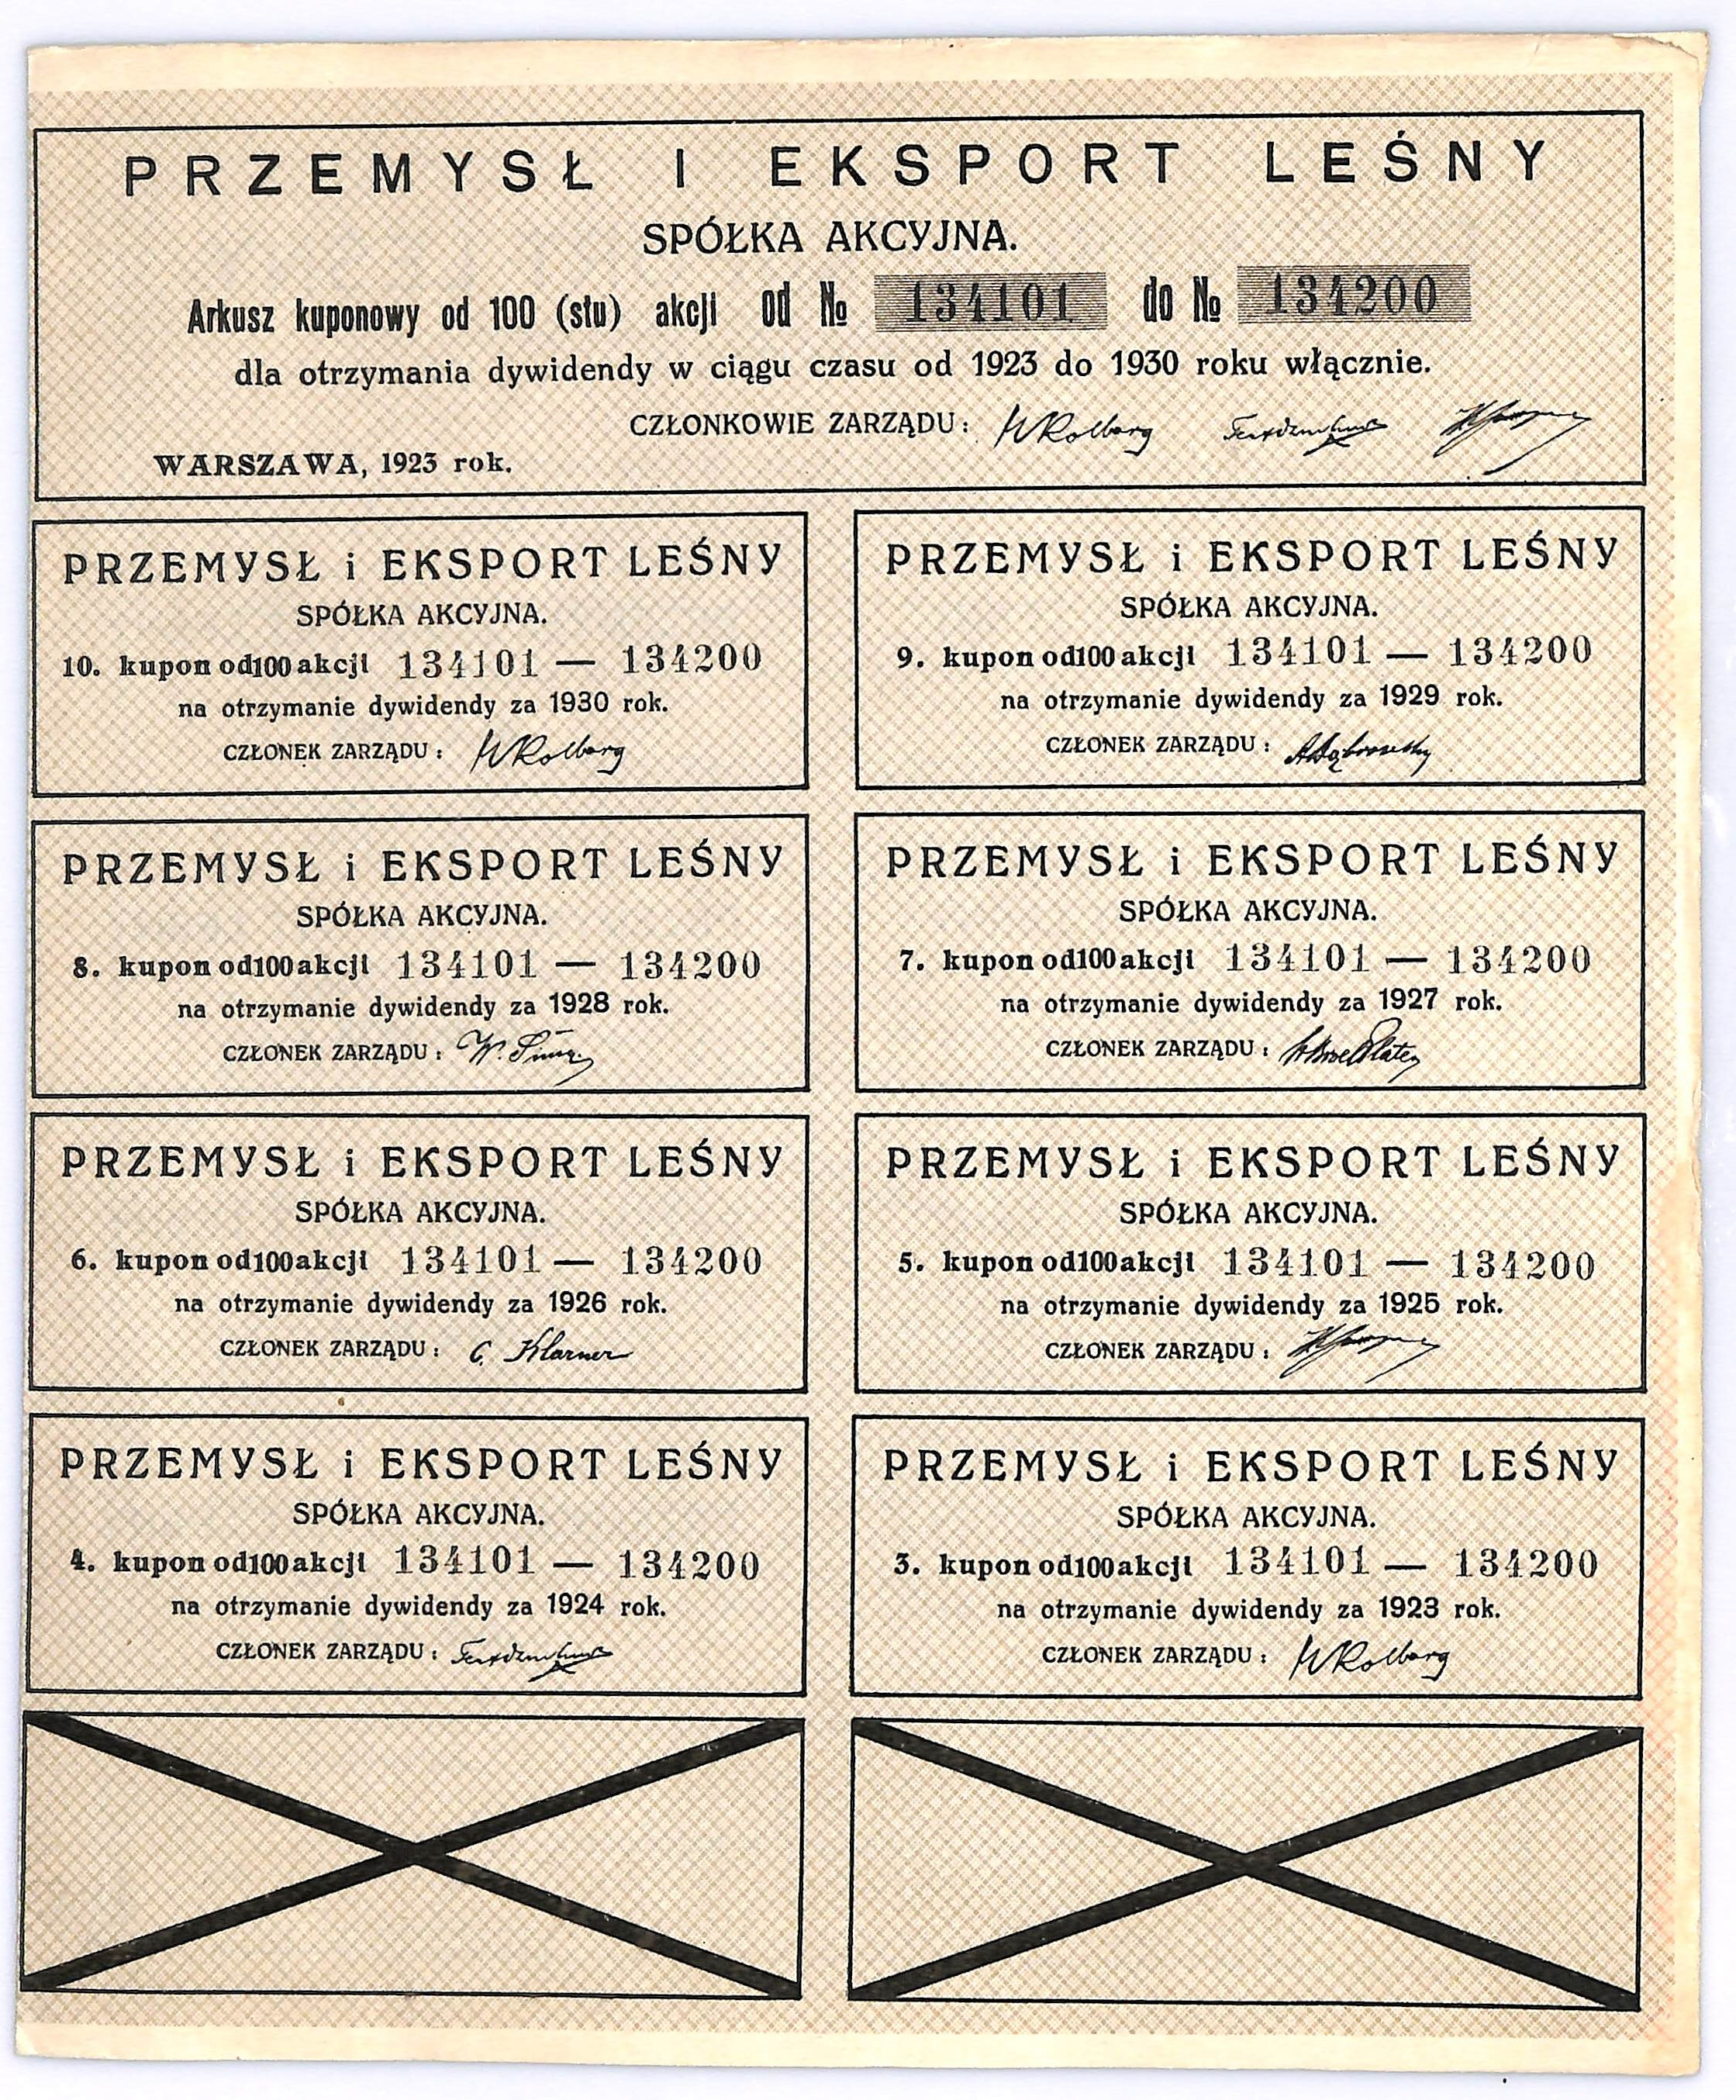 PRZEMYSŁ I EKSPORT LEŚNY
SPÓŁKA AKCYJNA.
Arkusz kuponowy od 100 (stu) akcji od № 134101 do № 134200
dla otrzymania dywidendy w ciągu czasu od 1923 do 1930 roku włącznie.
CZŁONKOWIE ZARZĄDU: WKolberg
WARSZAWA, 1923 rok.
PRZEMYSŁ i EKSPORT LEŚNY
SPÓŁKA AKCYJNA.
10. kupon od 100 akcji 134101 — 134200
na otrzymanie dywidendy za 1930 rok.
CZŁONEK ZARZĄDU: WKolberg
PRZEMYSŁ i EKSPORT LEŚNY
SPÓŁKA AKCYJNA.
9. kupon od 100 akcji 134101 — 134200
na otrzymanie dywidendy za 1929 rok.
CZŁONEK ZARZĄDU: ADąbrowski
PRZEMYSŁ i EKSPORT LEŚNY
SPÓŁKA AKCYJNA.
8. kupon od 100 akcji 134101 — 134200
na otrzymanie dywidendy za 1928 rok.
CZŁONEK ZARZĄDU:
PRZEMYSŁ i EKSPORT LEŚNY
SPÓŁKA AKCYJNA.
7. kupon od 100 akcji 134101 — 134200
na otrzymanie dywidendy za 1927 rok.
CZŁONEK ZARZĄDU:
PRZEMYSŁ i EKSPORT LEŚNY
SPÓŁKA AKCYJNA.
6. kupon od 100 akcji 134101 — 134200
na otrzymanie dywidendy za 1926 rok.
CZŁONEK ZARZĄDU: C. Klarner
PRZEMYSŁ i EKSPORT LEŚNY
SPÓŁKA AKCYJNA.
5. kupon od 100 akcji 134101 — 134200
na otrzymanie dywidendy za 1925 rok.
CZŁONEK ZARZĄDU:
PRZEMYSŁ i EKSPORT LEŚNY
SPÓŁKA AKCYJNA.
4. kupon od 100 akcji 134101 — 134200
na otrzymanie dywidendy za 1924 rok.
CZŁONEK ZARZĄDU:
PRZEMYSŁ i EKSPORT LEŚNY
SPÓŁKA AKCYJNA.
3. kupon od 100 akcji 134101 — 134200
na otrzymanie dywidendy za 1923 rok.
CZŁONEK ZARZĄDU: WKolberg